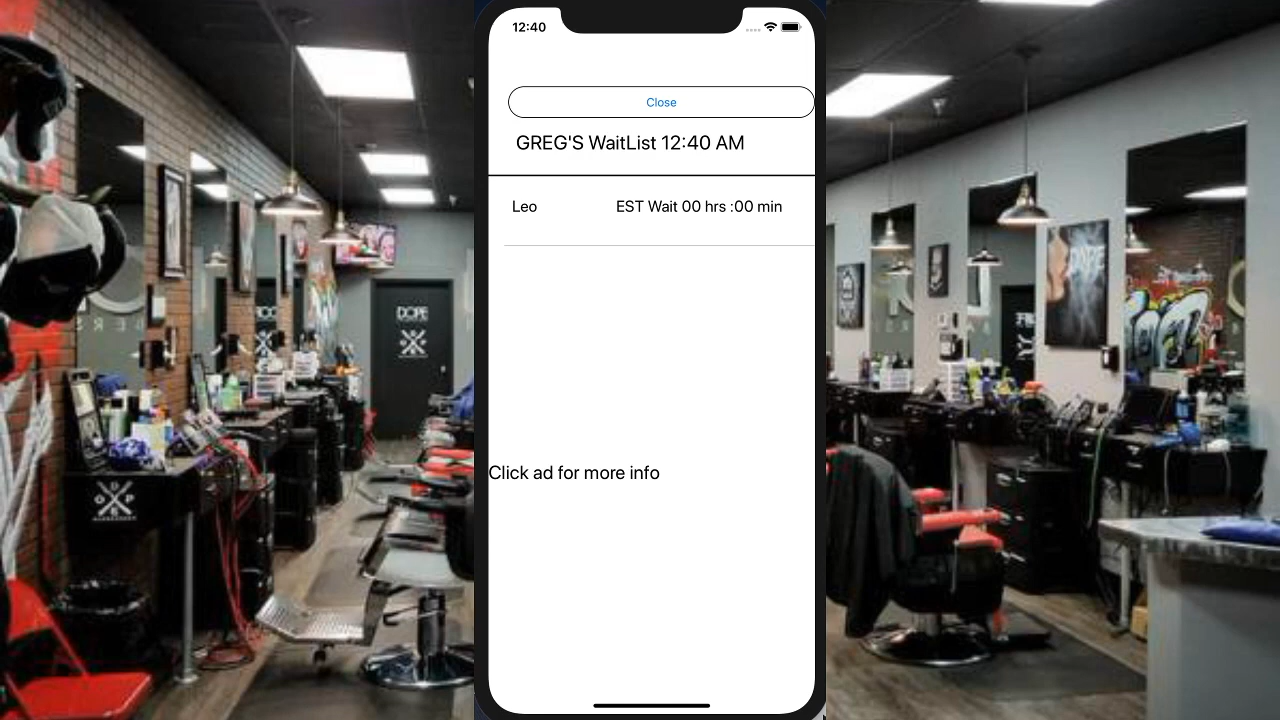 12:40
Close
GREG'S WaitList 12:40 AM
Leo
EST Wait 00 hrs :00 min
Click ad for more info
DOPE
D
O P
E
DOPE